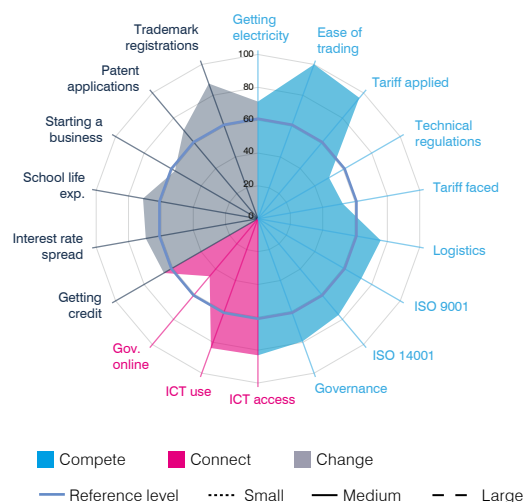 Getting
electricity
Ease of
trading
Tariff applied
Technical
regulations
Tariff faced
Logistics
ISO 9001
ISO 14001
Governance
ICT access
ICT use
Gov.
online
Getting
credit
Interest rate
spread
School life
exp.
Starting a
business
Patent
applications
Trademark
registrations
100
80
60
40
20
0
Compete
Connect
Change
Reference level
Small
Medium
Large